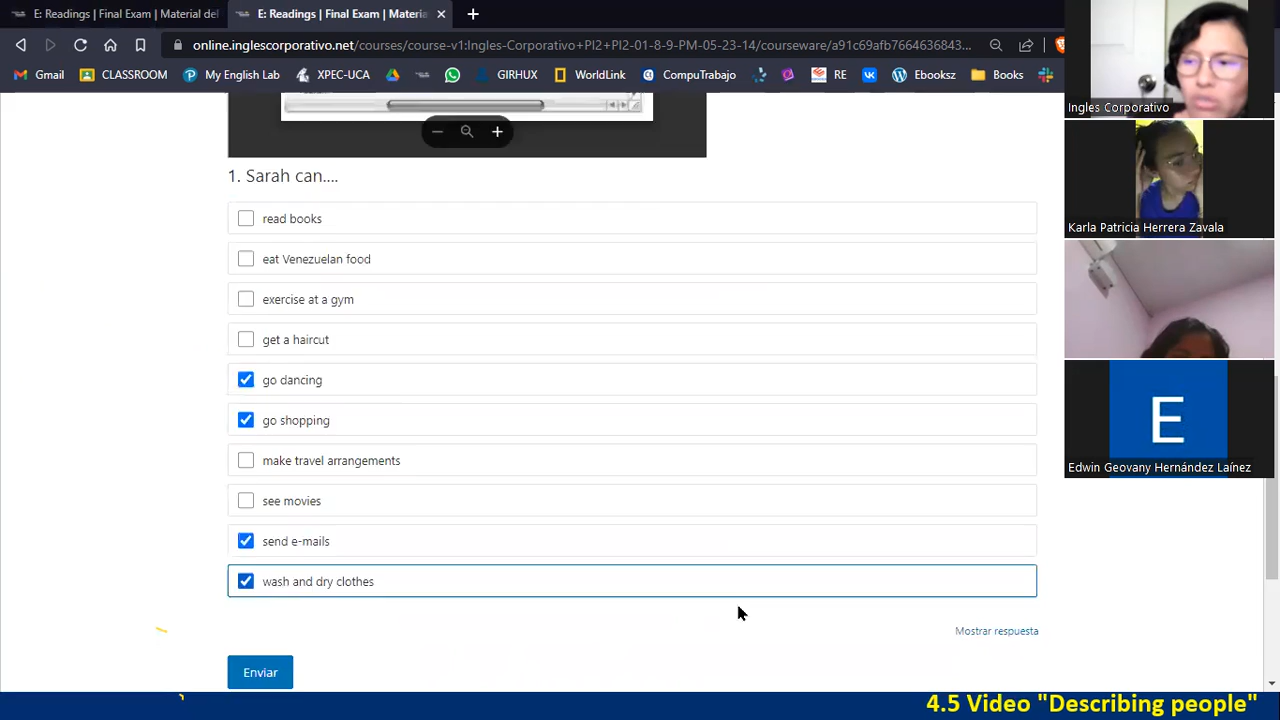 E: Readings | Final Exam | Material del
E: Readings | Final Exam | Materia
online.inglescorporativo.net/courses/course-v1:Ingles-Corporativo+PI2+PI2-01-8-9-PM-05-23-14/courseware/a91c69afb7664636843...
Gmail CLASSROOM My English Lab XPEC-UCA GIRHUX WorldLink CompuTrabajo RE WordPress Ebooksz Books
Ingles Corporativo
Karla Patricia Herrera Zavala
E
Edwin Geovany Hernández Laínez
1. Sarah can....
read books
eat Venezuelan food
exercise at a gym
get a haircut
go dancing
go shopping
make travel arrangements
see movies
send e-mails
wash and dry clothes
Mostrar respuesta
Enviar
4.5 Video "Describing people"